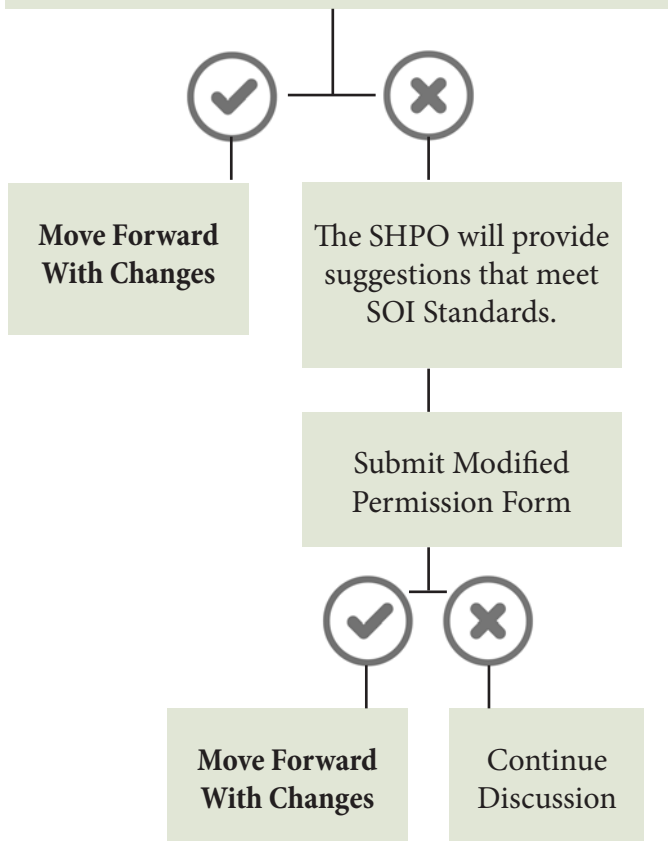 Move Forward
With Changes
The SHPO will provide
suggestions that meet
SOI Standards.
Submit Modified
Permission Form
Move Forward
With Changes
Continue
Discussion